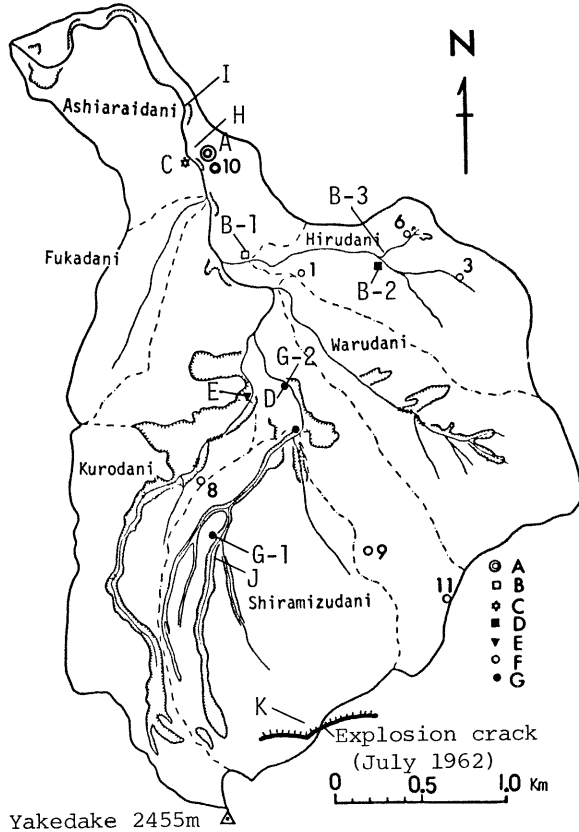 N
I
Ashiaraidani
H
A
C
10
B-3
B-1
6
Hirudani
Fukadani
1
3
B-2
Warudani
G-2
E
D
I
Kurodani
8
9
G-1
J
11
Shiramizudani
A
B
C
D
E
F
G
K
Explosion crack
(July 1962)
0 0.5 1.0 Km
Yakedake 2455m